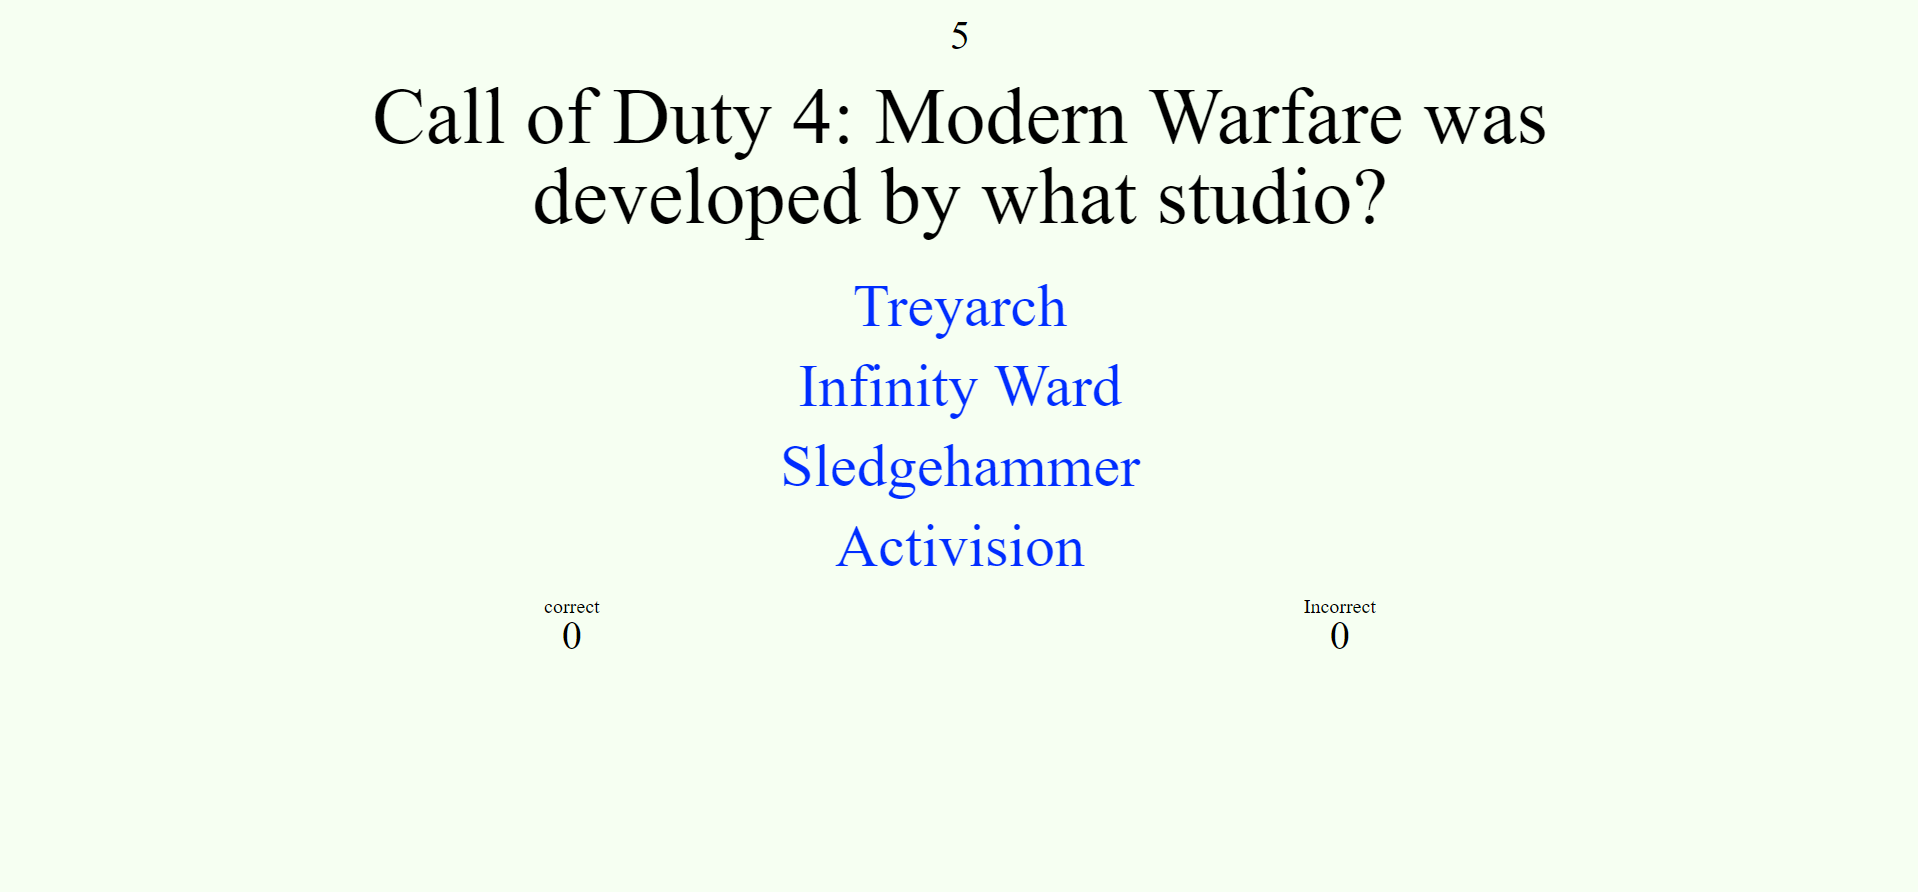 5
Call of Duty 4: Modern Warfare was
developed by what studio?
Treyarch
Infinity Ward
Sledgehammer
Activision
correct
0
Incorrect
0